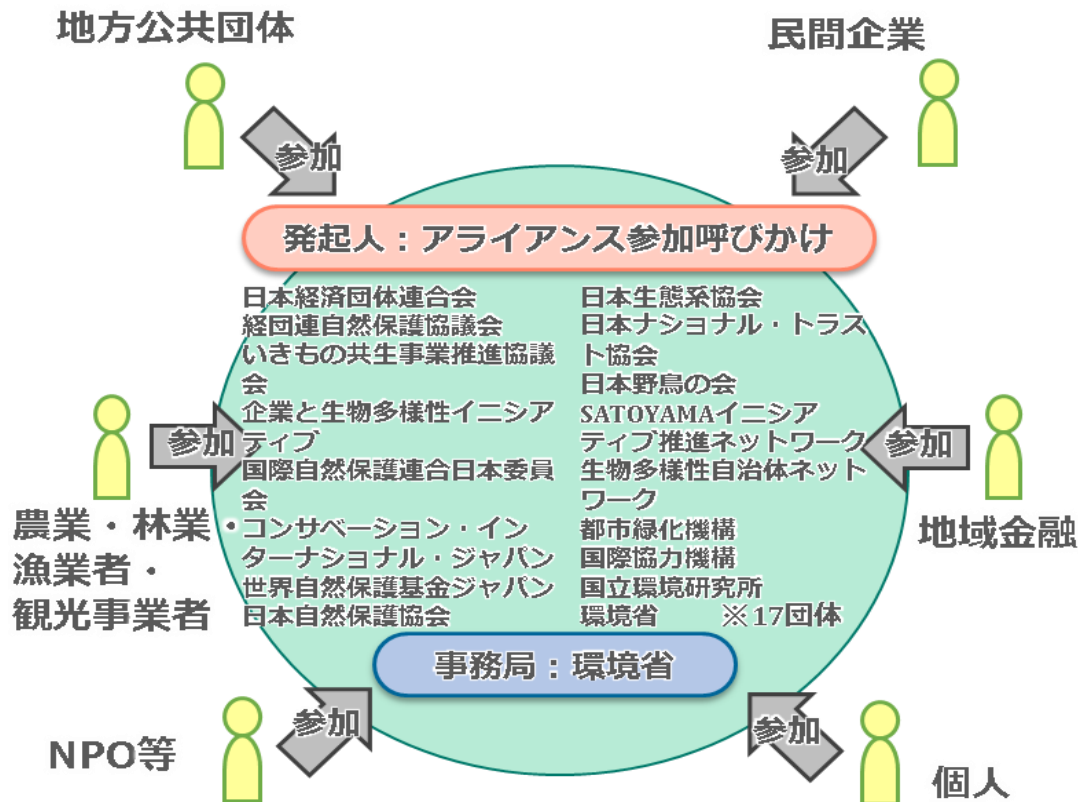 地方公共団体
民間企業
参加
参加
発起人：アライアンス参加呼びかけ
日本経済団体連合会
経団連自然保護協議会
いきもの共生事業推進協議
会
企業と生物多様性イニシア
ティブ
国際自然保護連合日本委員
会
コンサベーション・イン
ターナショナル・ジャパン
世界自然保護基金ジャパン
日本自然保護協会
日本生態系協会
日本ナショナル・トラス
ト協会
日本野鳥の会
SATOYAMAイニシア
ティブ推進ネットワーク
生物多様性自治体ネット
ワーク
都市緑化機構
国際協力機構
国立環境研究所
環境省 ※17団体
参加
農業・林業・
漁業者・
観光事業者
参加
地域金融
事務局：環境省
参加
NPO等
参加
個人